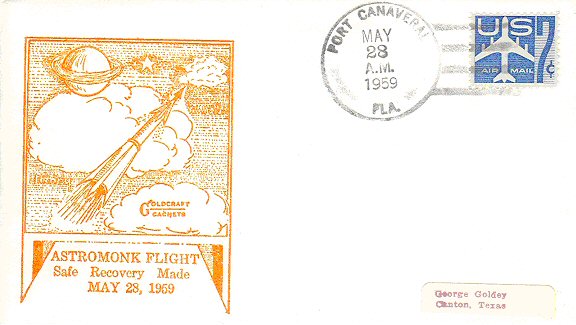 PORT CANAVERAL
MAY
28
A.M.
1959
FLA.
US
AIR MAIL
7¢
GOLDCRAFT
CACHETS
ASTROMONK FLIGHT
Safe Recovery Made
MAY 28, 1959
George Goldey
Canton, Texas